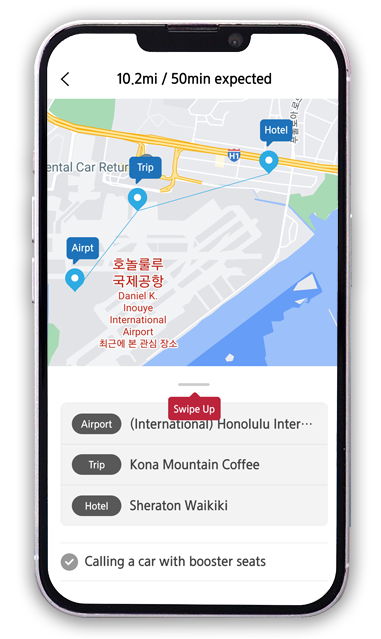 10.2mi / 50min expected
Hotel
H1
ental Car Retur
Trip
Airpt
호놀룰루
국제공항
Daniel K.
Inouye
International
Airport
최근에 본 관심 장소
Swipe Up
Airport (International) Honolulu Inter···
Trip Kona Mountain Coffee
Hotel Sheraton Waikiki
Calling a car with booster seats